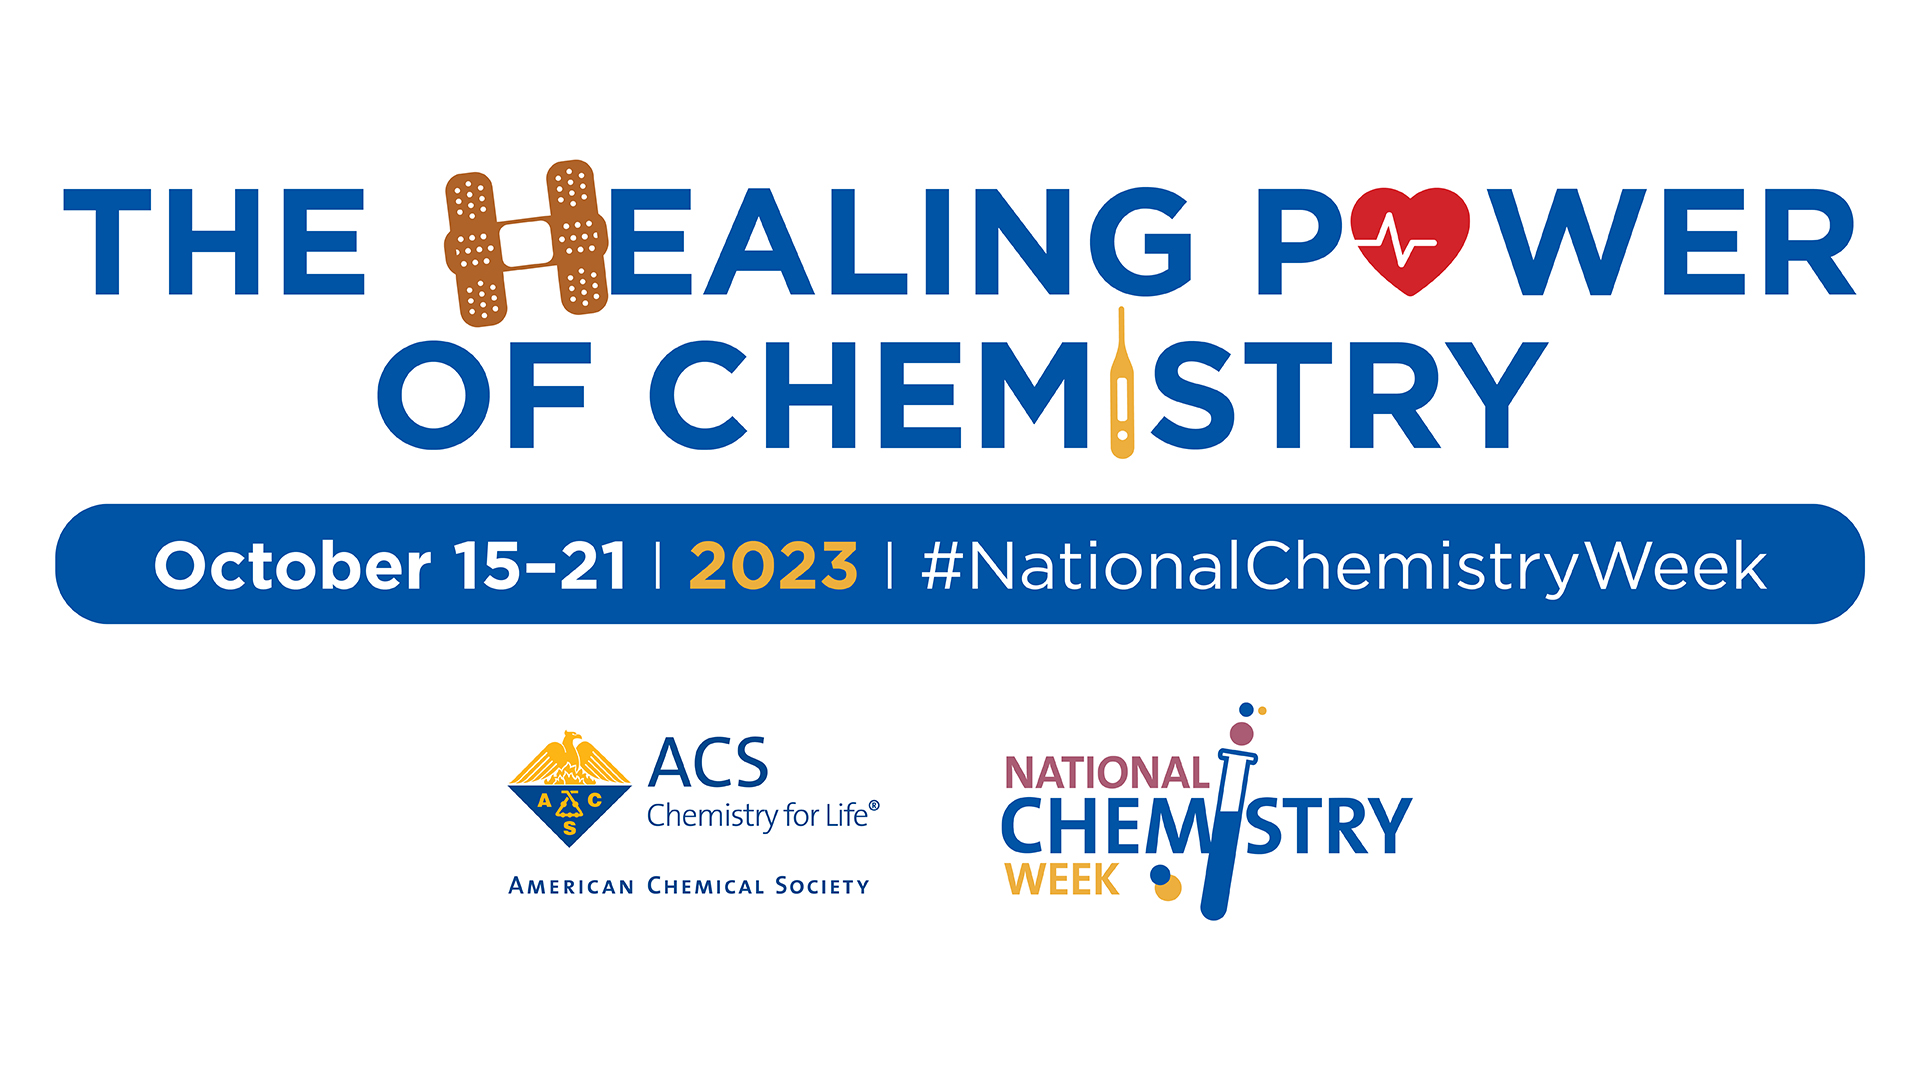 THE HEALING POWER
OF CHEMISTRY
October 15–21 | 2023 | #NationalChemistryWeek
A C
S
ACS
Chemistry for Life®
AMERICAN CHEMICAL SOCIETY
NATIONAL
CHEMISTRY
WEEK